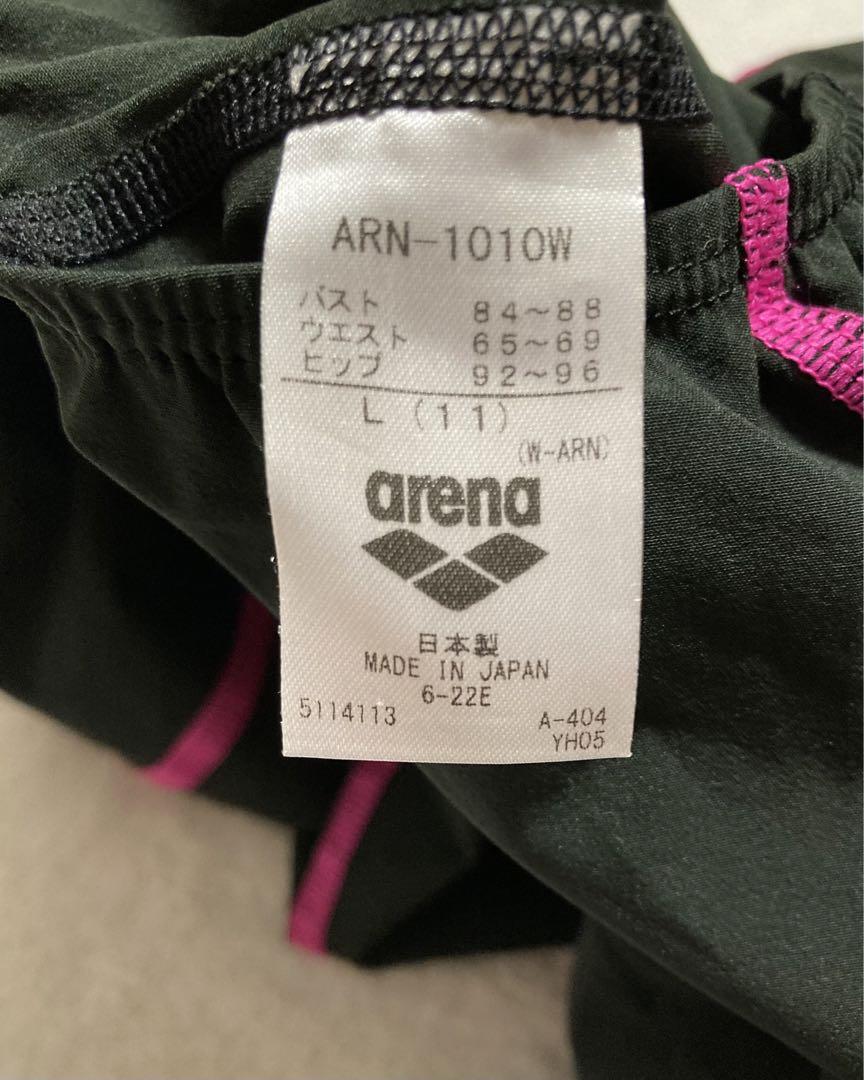 ARN-1010W
バスト 84～88
ウエスト 65～69
ヒップ 92～96
L (11)
(W-ARN)
arena
日本製
MADE IN JAPAN
6-22E
5114113 A-404
YH05